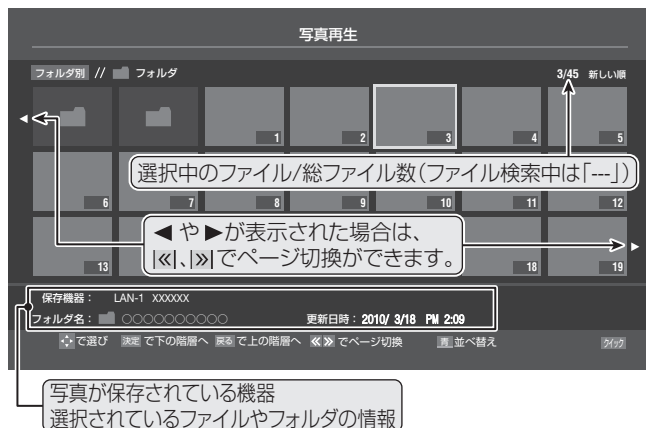 写真再生
フォルダ別 // フォルダ 3/45 新しい順
1 2 3 4 5
選択中のファイル/総ファイル数(ファイル検索中は「---」)
6 7 8 9 10 11 12
◀ や ▶が表示された場合は、
|≪|、|≫|でページ切換ができます。
13 18 19
保存機器： LAN-1 XXXXXX
フォルダ名： 〇〇〇〇〇〇〇〇〇〇 更新日時： 2010/ 3/18 PM 2:09
で選び 決定 で下の階層へ 戻る で上の階層へ ≪≫ でページ切換 青 並べ替え クイック
写真が保存されている機器
選択されているファイルやフォルダの情報